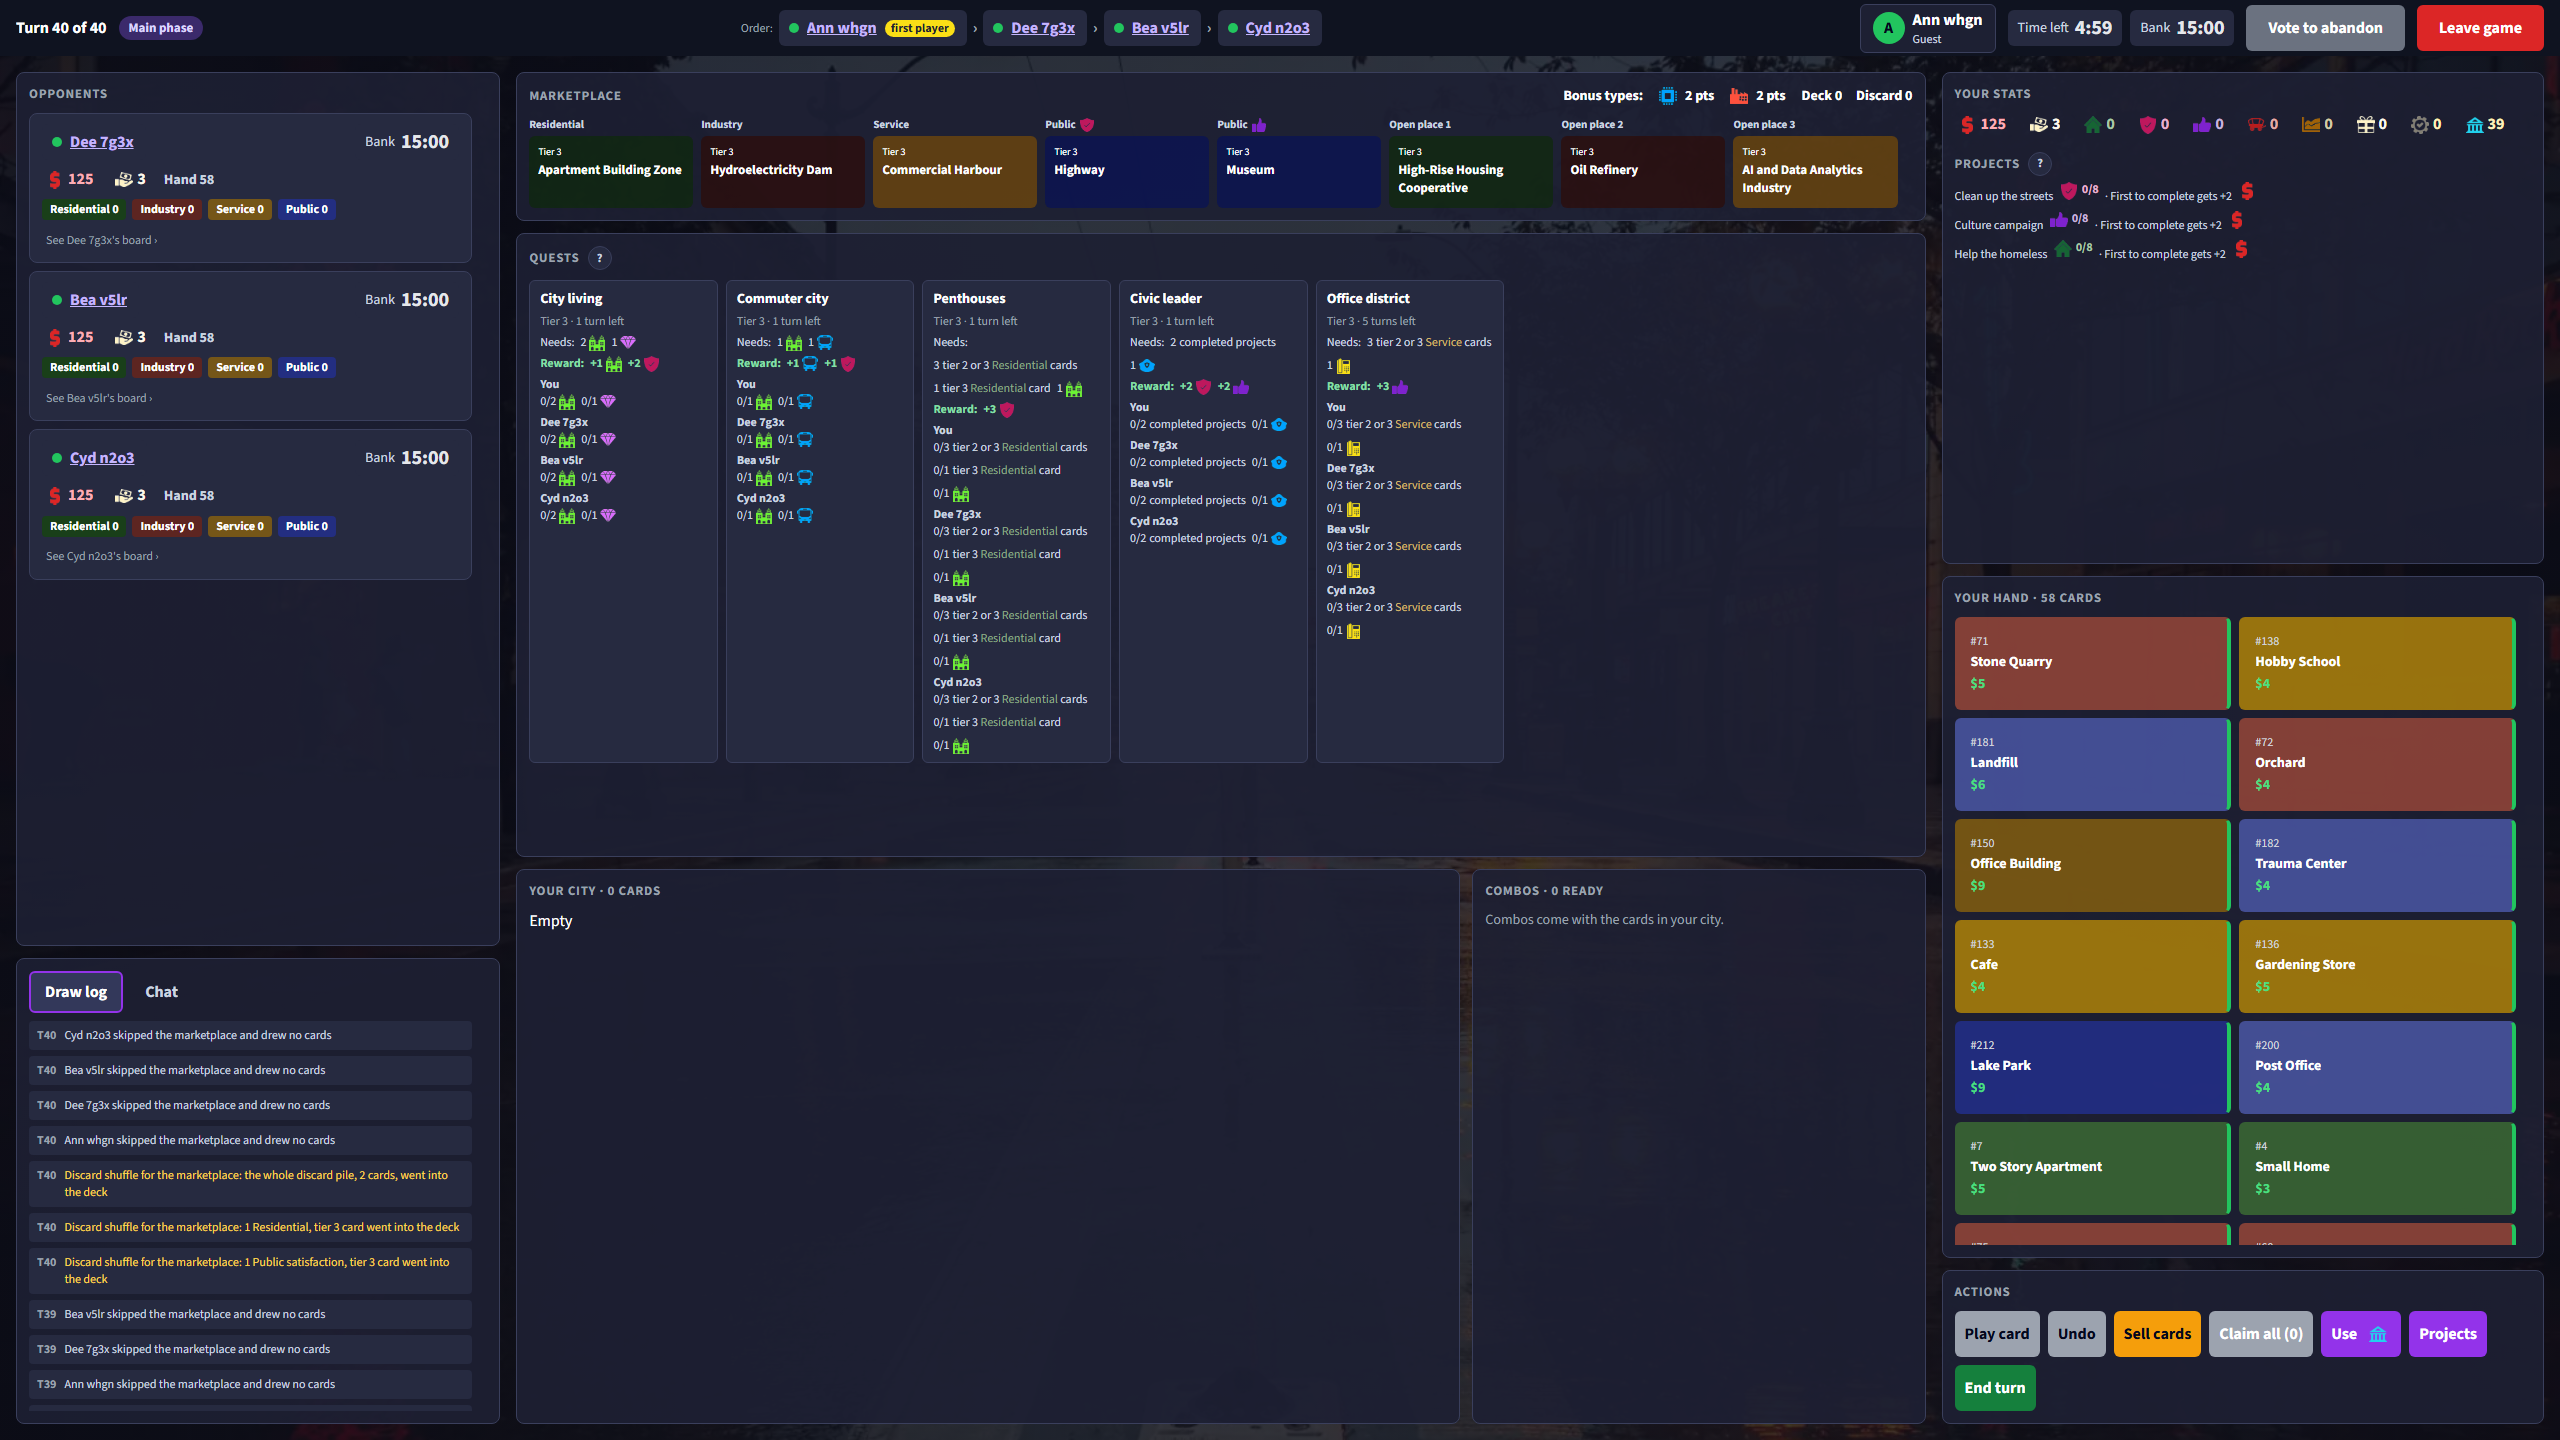 Turn 40 of 40 Main phase
Order: Ann whgn first player › Dee 7g3x › Bea v5lr › Cyd n2o3
A Ann whgn
Guest
Time left 4:59 Bank 15:00 Vote to abandon Leave game
OPPONENTS
Dee 7g3x Bank 15:00
125 3 Hand 58
Residential 0 Industry 0 Service 0 Public 0
See Dee 7g3x's board ›
Bea v5lr Bank 15:00
125 3 Hand 58
Residential 0 Industry 0 Service 0 Public 0
See Bea v5lr's board ›
Cyd n2o3 Bank 15:00
125 3 Hand 58
Residential 0 Industry 0 Service 0 Public 0
See Cyd n2o3's board ›
Draw log Chat
T40 Cyd n2o3 skipped the marketplace and drew no cards
T40 Bea v5lr skipped the marketplace and drew no cards
T40 Dee 7g3x skipped the marketplace and drew no cards
T40 Ann whgn skipped the marketplace and drew no cards
T40 Discard shuffle for the marketplace: the whole discard pile, 2 cards, went into
the deck
T40 Discard shuffle for the marketplace: 1 Residential, tier 3 card went into the deck
T40 Discard shuffle for the marketplace: 1 Public satisfaction, tier 3 card went into
the deck
T39 Bea v5lr skipped the marketplace and drew no cards
T39 Dee 7g3x skipped the marketplace and drew no cards
T39 Ann whgn skipped the marketplace and drew no cards
MARKETPLACE
Bonus types: 2 pts 2 pts Deck 0 Discard 0
Residential
Tier 3
Apartment Building Zone
Industry
Tier 3
Hydroelectricity Dam
Service
Tier 3
Commercial Harbour
Public
Tier 3
Highway
Public
Tier 3
Museum
Open place 1
Tier 3
High-Rise Housing
Cooperative
Open place 2
Tier 3
Oil Refinery
Open place 3
Tier 3
AI and Data Analytics
Industry
QUESTS ?
City living
Tier 3 · 1 turn left
Needs: 2 1
Reward: +1 +2
You
0/2 0/1
Dee 7g3x
0/2 0/1
Bea v5lr
0/2 0/1
Cyd n2o3
0/2 0/1
Commuter city
Tier 3 · 1 turn left
Needs: 1 1
Reward: +1 +1
You
0/1 0/1
Dee 7g3x
0/1 0/1
Bea v5lr
0/1 0/1
Cyd n2o3
0/1 0/1
Penthouses
Tier 3 · 1 turn left
Needs:
3 tier 2 or 3 Residential cards
1 tier 3 Residential card 1
Reward: +3
You
0/3 tier 2 or 3 Residential cards
0/1 tier 3 Residential card
0/1
Dee 7g3x
0/3 tier 2 or 3 Residential cards
0/1 tier 3 Residential card
0/1
Bea v5lr
0/3 tier 2 or 3 Residential cards
0/1 tier 3 Residential card
0/1
Cyd n2o3
0/3 tier 2 or 3 Residential cards
0/1 tier 3 Residential card
0/1
Civic leader
Tier 3 · 1 turn left
Needs: 2 completed projects
1
Reward: +2 +2
You
0/2 completed projects 0/1
Dee 7g3x
0/2 completed projects 0/1
Bea v5lr
0/2 completed projects 0/1
Cyd n2o3
0/2 completed projects 0/1
Office district
Tier 3 · 5 turns left
Needs: 3 tier 2 or 3 Service cards
1
Reward: +3
You
0/3 tier 2 or 3 Service cards
0/1
Dee 7g3x
0/3 tier 2 or 3 Service cards
0/1
Bea v5lr
0/3 tier 2 or 3 Service cards
0/1
Cyd n2o3
0/3 tier 2 or 3 Service cards
0/1
YOUR CITY · 0 CARDS
Empty
COMBOS · 0 READY
Combos come with the cards in your city.
YOUR STATS
125 3 0 0 0 0 0 0 0 39
PROJECTS ?
Clean up the streets 0/8 · First to complete gets +2
Culture campaign 0/8 · First to complete gets +2
Help the homeless 0/8 · First to complete gets +2
YOUR HAND · 58 CARDS
#71
Stone Quarry
$5
#138
Hobby School
$4
#181
Landfill
$6
#72
Orchard
$4
#150
Office Building
$9
#182
Trauma Center
$4
#133
Cafe
$4
#136
Gardening Store
$5
#212
Lake Park
$9
#200
Post Office
$4
#7
Two Story Apartment
$5
#4
Small Home
$3
ACTIONS
Play card Undo Sell cards Claim all (0) Use Projects
End turn